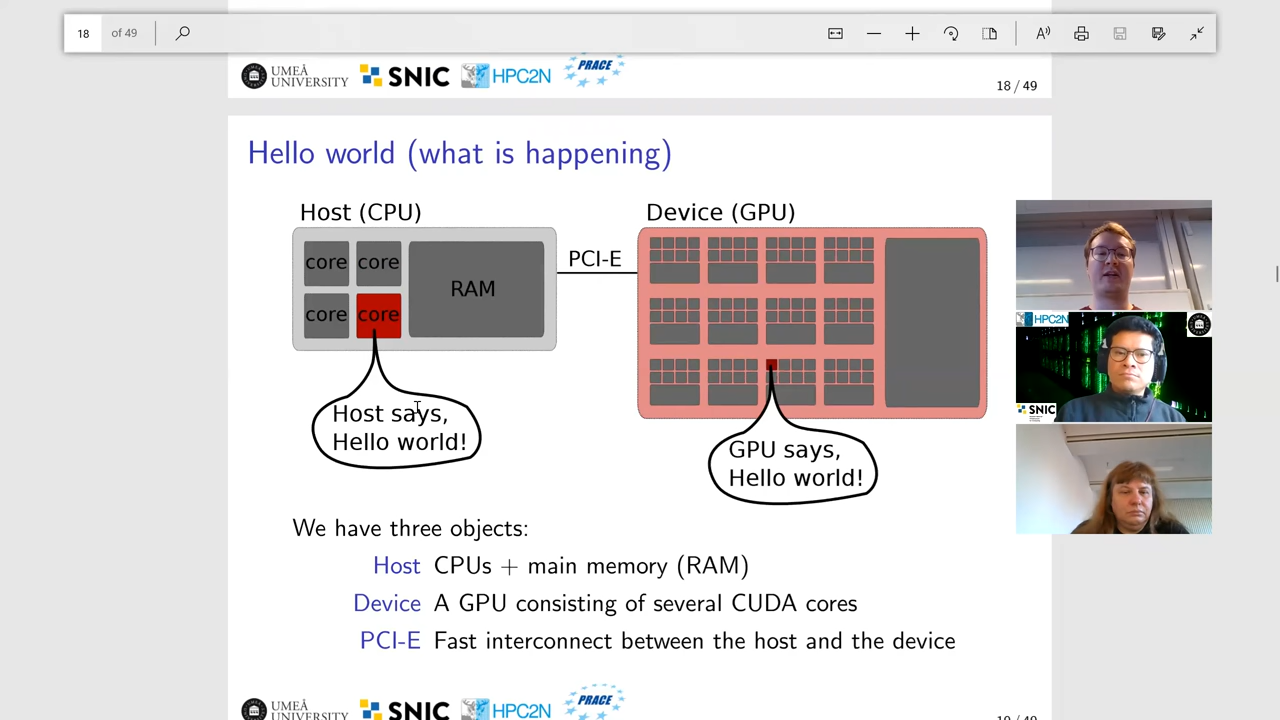 18 of 49
UMEÅ UNIVERSITY SNIC HPC2N PRACE
18 / 49
Hello world (what is happening)
Host (CPU)
Device (GPU)
PCI-E
core core
RAM
core core
Host says,
Hello world!
GPU says,
Hello world!
We have three objects:
Host CPUs + main memory (RAM)
Device A GPU consisting of several CUDA cores
PCI-E Fast interconnect between the host and the device
HPC2N
SNIC
UMEÅ UNIVERSITY SNIC HPC2N PRACE
19 / 49